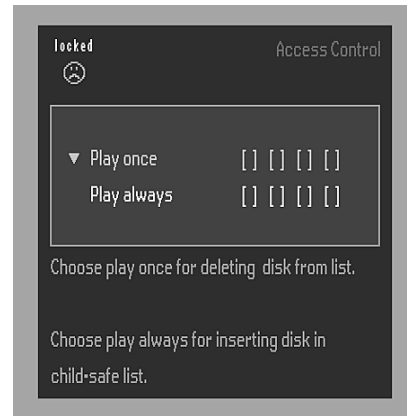 locked
Access Control
▼ Play once [ ] [ ] [ ] [ ]
Play always [ ] [ ] [ ] [ ]
Choose play once for deleting disk from list.
Choose play always for inserting disk in
child-safe list.